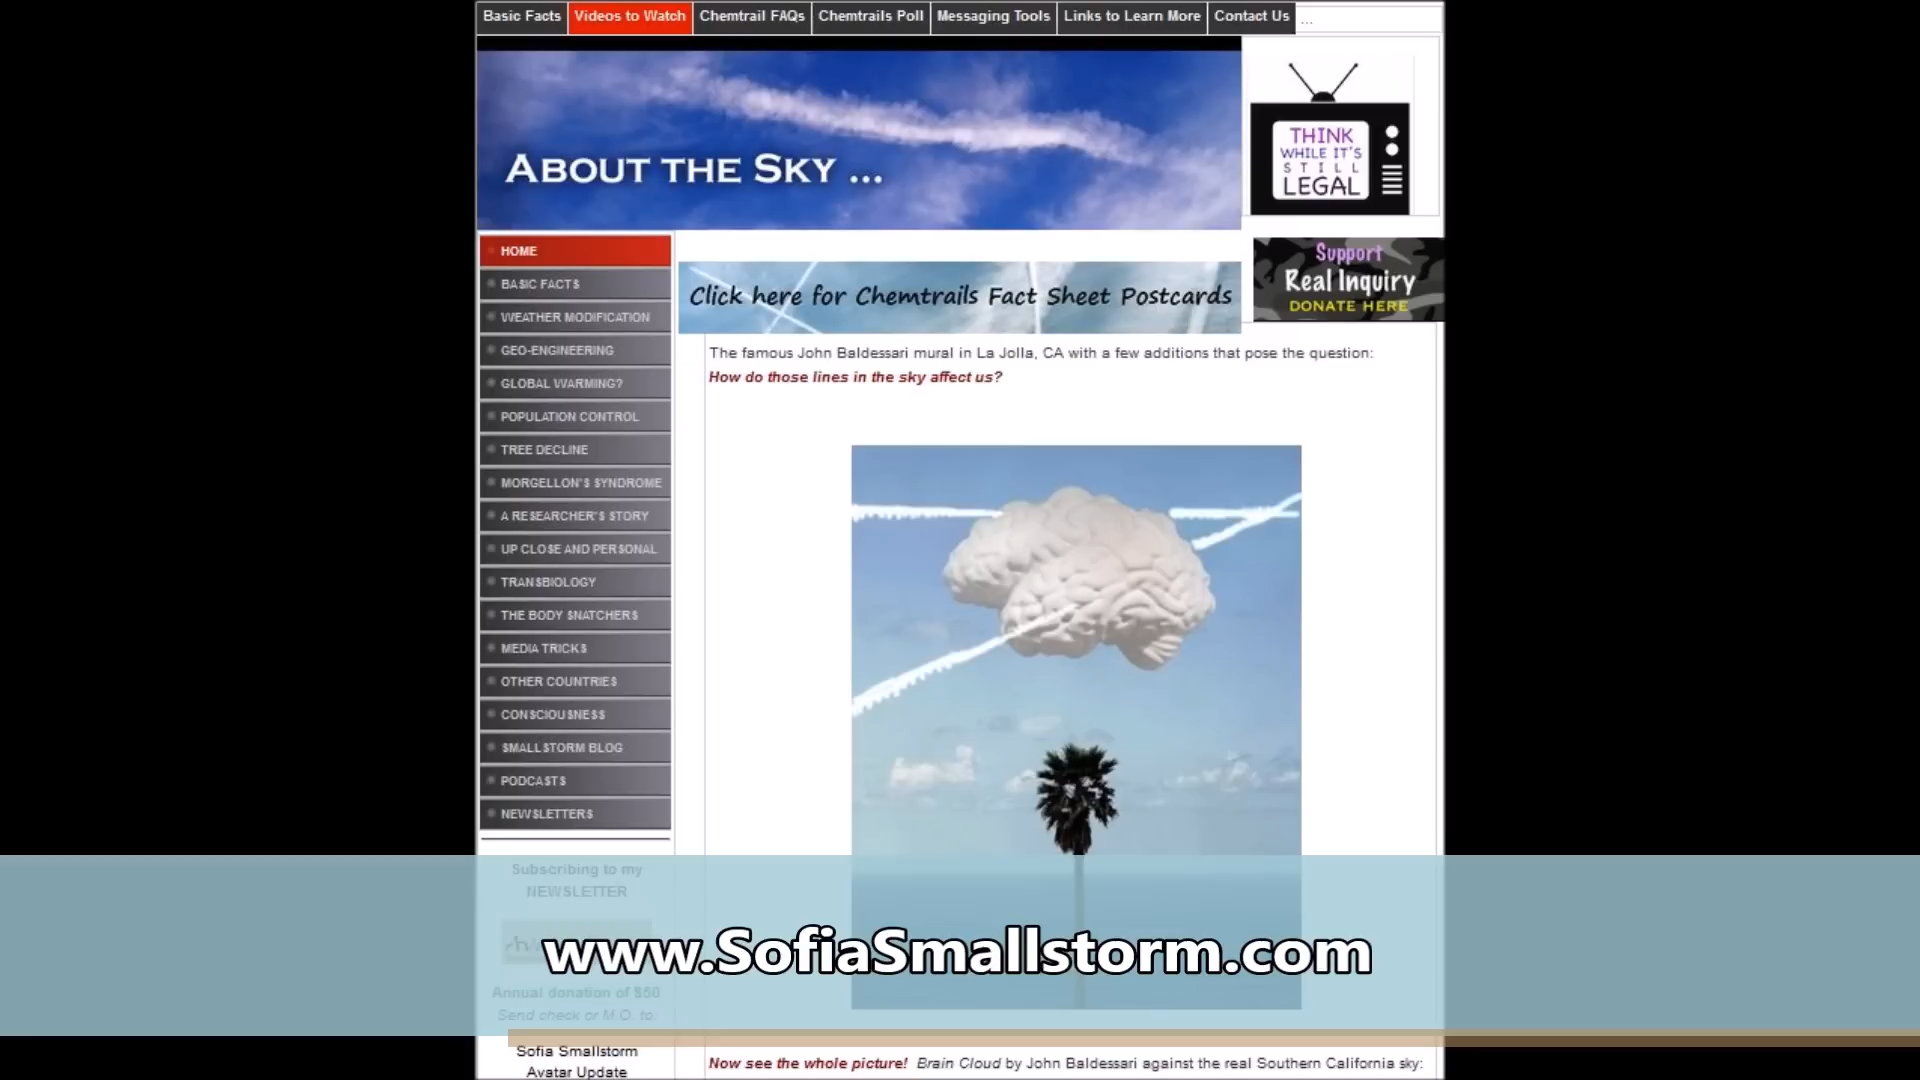 Basic Facts
Videos to Watch
Chemtrail FAQs
Chemtrails Poll
Messaging Tools
Links to Learn More
Contact Us
...
ABOUT THE SKY ...
THINK
WHILE IT'S
STILL
LEGAL
Support
Real Inquiry
DONATE HERE
HOME
BASIC FACTS
WEATHER MODIFICATION
GEO-ENGINEERING
GLOBAL WARMING?
POPULATION CONTROL
TREE DECLINE
MORGELLON'S SYNDROME
A RESEARCHER'S STORY
UP CLOSE AND PERSONAL
TRANSBIOLOGY
THE BODY SNATCHERS
MEDIA TRICKS
OTHER COUNTRIES
CONSCIOUSNESS
SMALLSTORM BLOG
PODCASTS
NEWSLETTERS
Click here for Chemtrails Fact Sheet Postcards
The famous John Baldessari mural in La Jolla, CA with a few additions that pose the question:
How do those lines in the sky affect us?
Subscribing to my
NEWSLETTER
www.SofiaSmallstorm.com
Annual donation of $50
Send check or M.O. to:
Sofia Smallstorm
Avatar Update
Now see the whole picture! Brain Cloud by John Baldessari against the real Southern California sky: